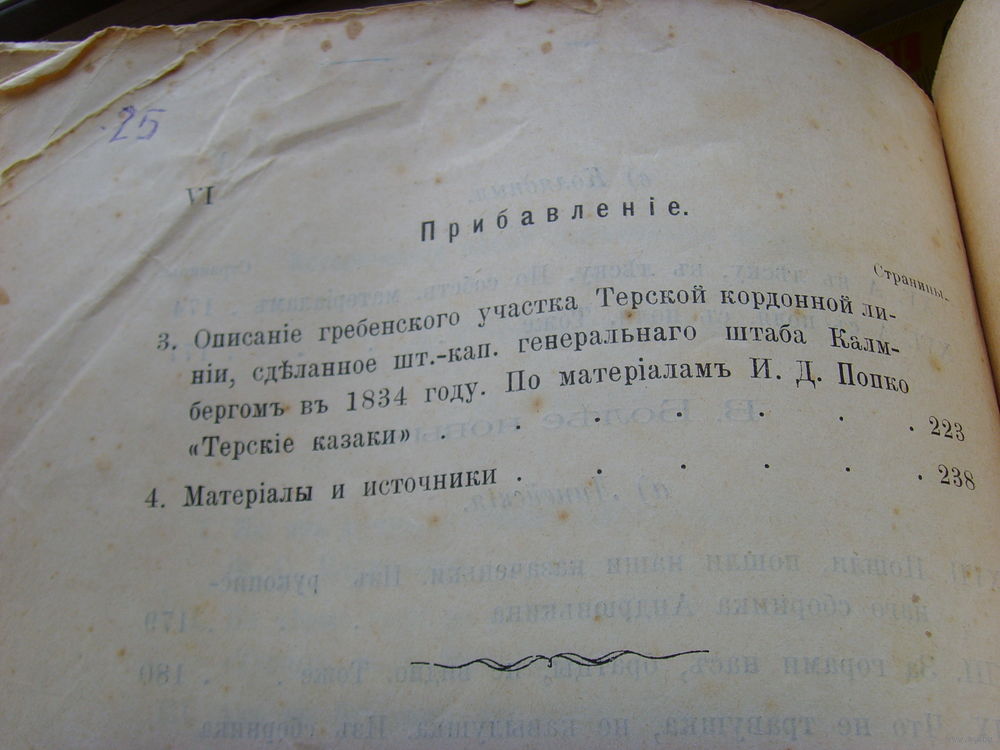 25
VI
Прибавленіе.
Страницы.
3. Описаніе гребенского участка Терской кордонной ли-
ніи, сдѣланное шт.-кап. генеральнаго штаба Калм-
бергомъ въ 1834 году. По матеріаламъ И. Д. Попко
«Терскіе казаки» . . . . . . . 223
4. Матеріалы и источники . . . . . . 238